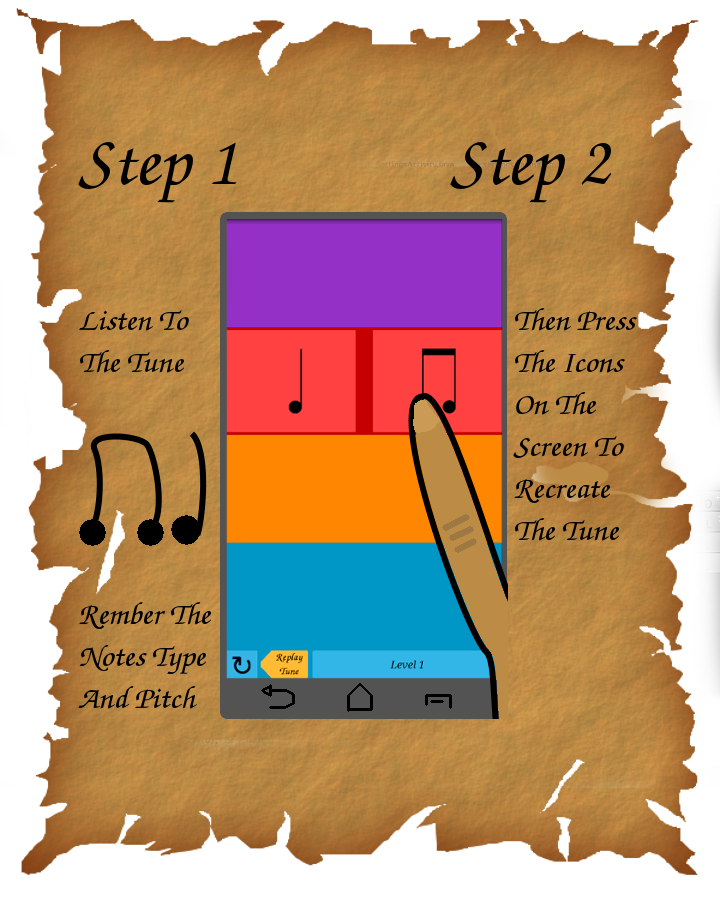 Step 1
Listen To
The Tune
Rember The
Notes Type
And Pitch
Step 2
Then Press
The Icons
On The
Screen To
Recreate
The Tune
Replay
Tune
Level 1